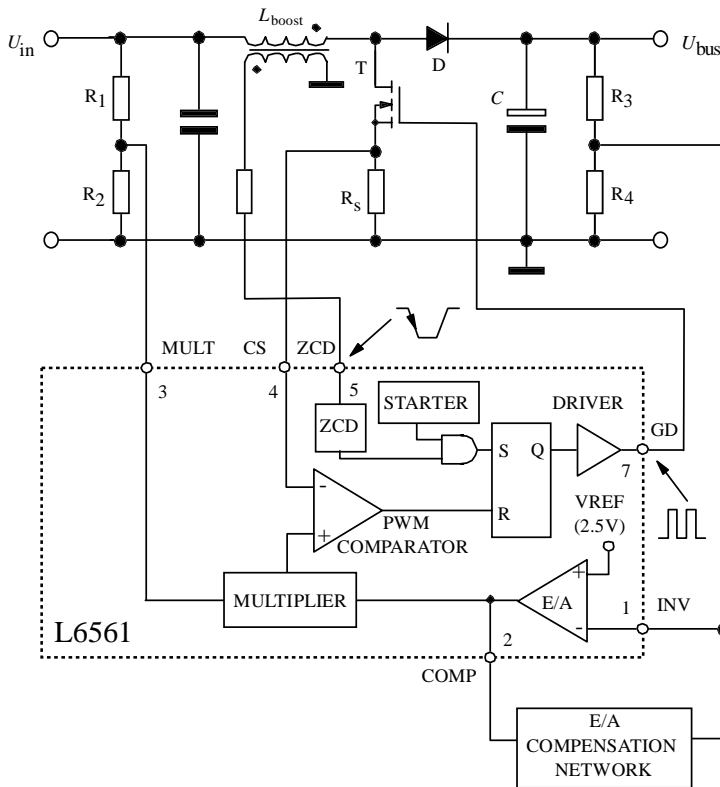 L_boost
U_in
U_bus
T
D
R_1
C
R_3
R_2
R_s
R_4
MULT
CS
ZCD
3
4
5
STARTER
DRIVER
ZCD
GD
S
Q
7
-
R
VREF
(2.5V)
+
PWM
COMPARATOR
+
MULTIPLIER
E/A
1
INV
-
L6561
2
COMP
E/A
COMPENSATION
NETWORK